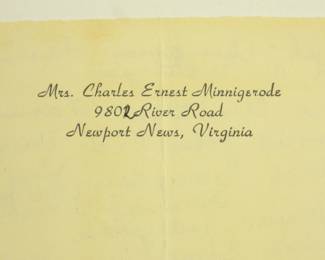 Mrs. Charles Ernest Minnigerode
9802 River Road
Newport News, Virginia